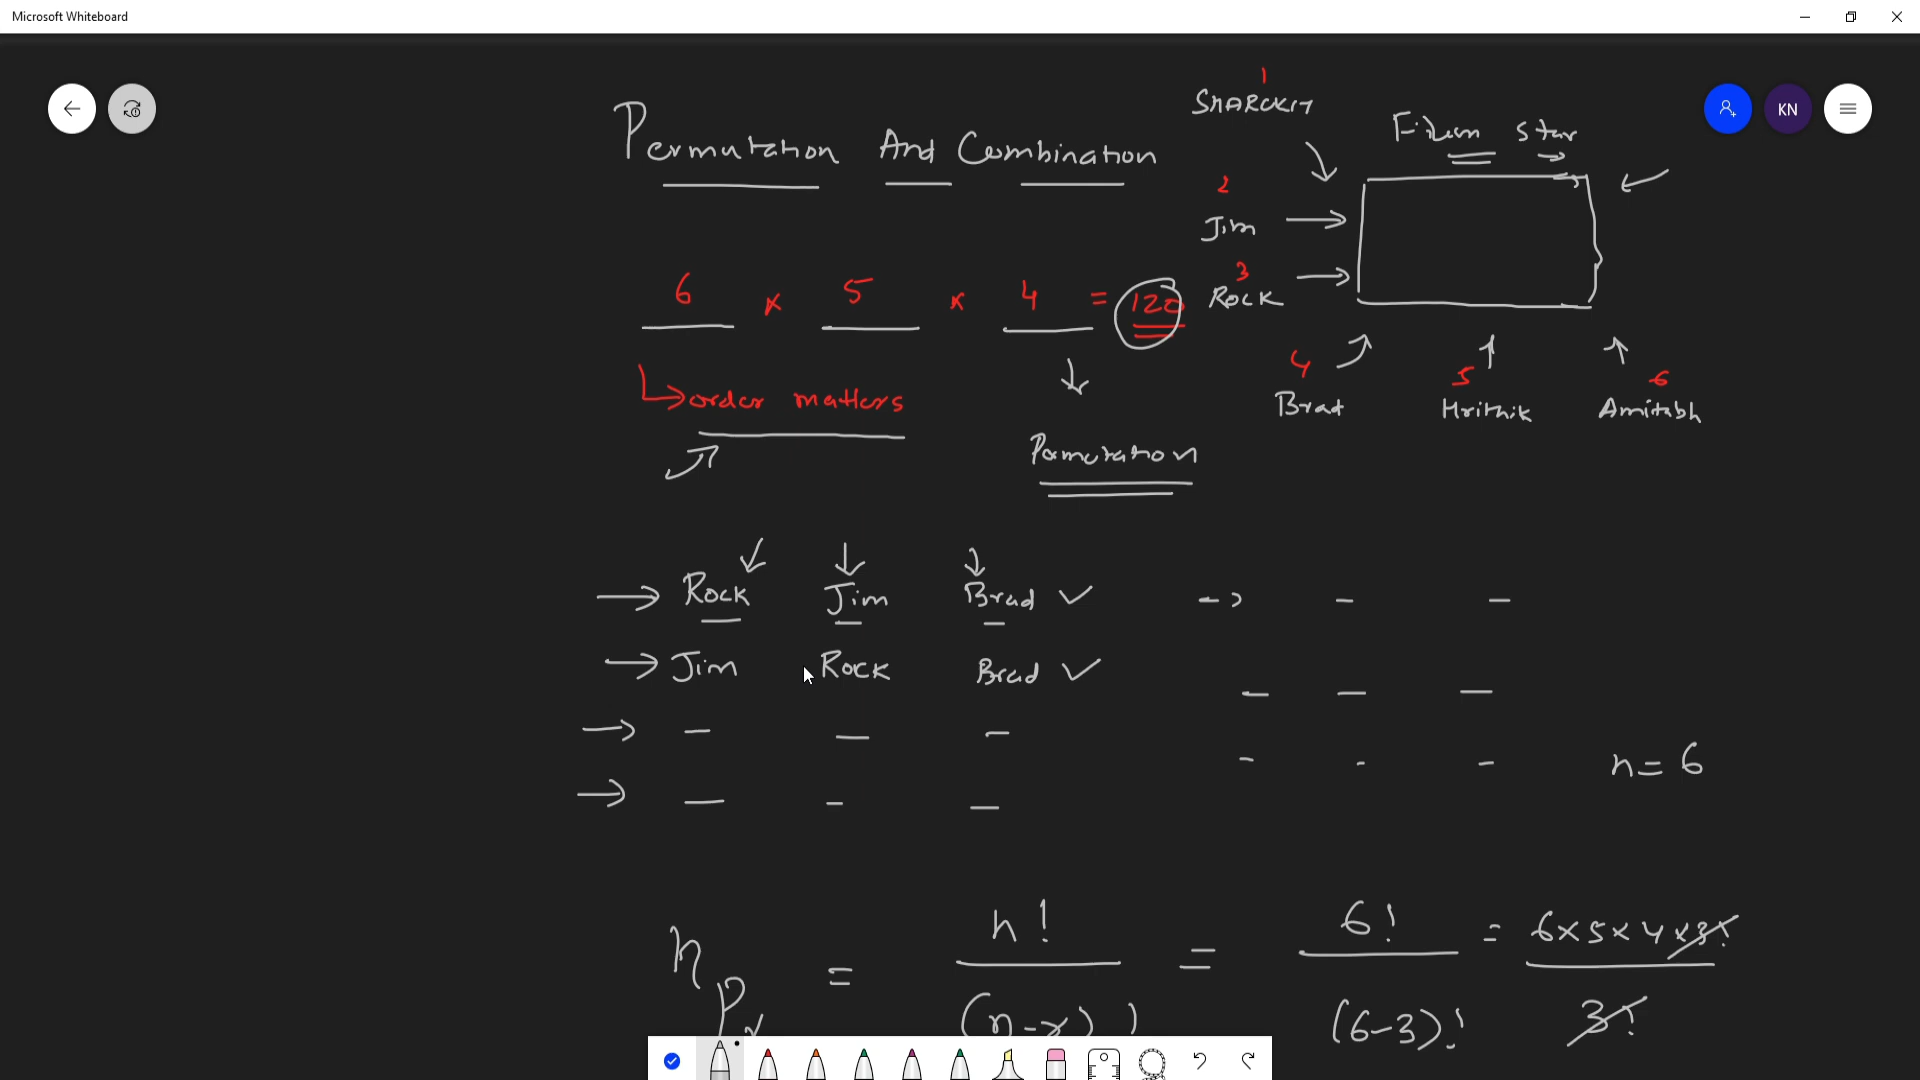 Microsoft Whiteboard
KN
Permutation And Combination
1
SHAROKH
Film star
2
Jim
3
ROCK
6 x 5 x 4 = 120
order matters
4
Brad
5
Hrithik
6
Amitabh
Permutation
Rock Jim Brad
Jim Rock Brad
n = 6
nPr = n! / (n-r)! = 6! / (6-3)! = 6x5x4x3! / 3!